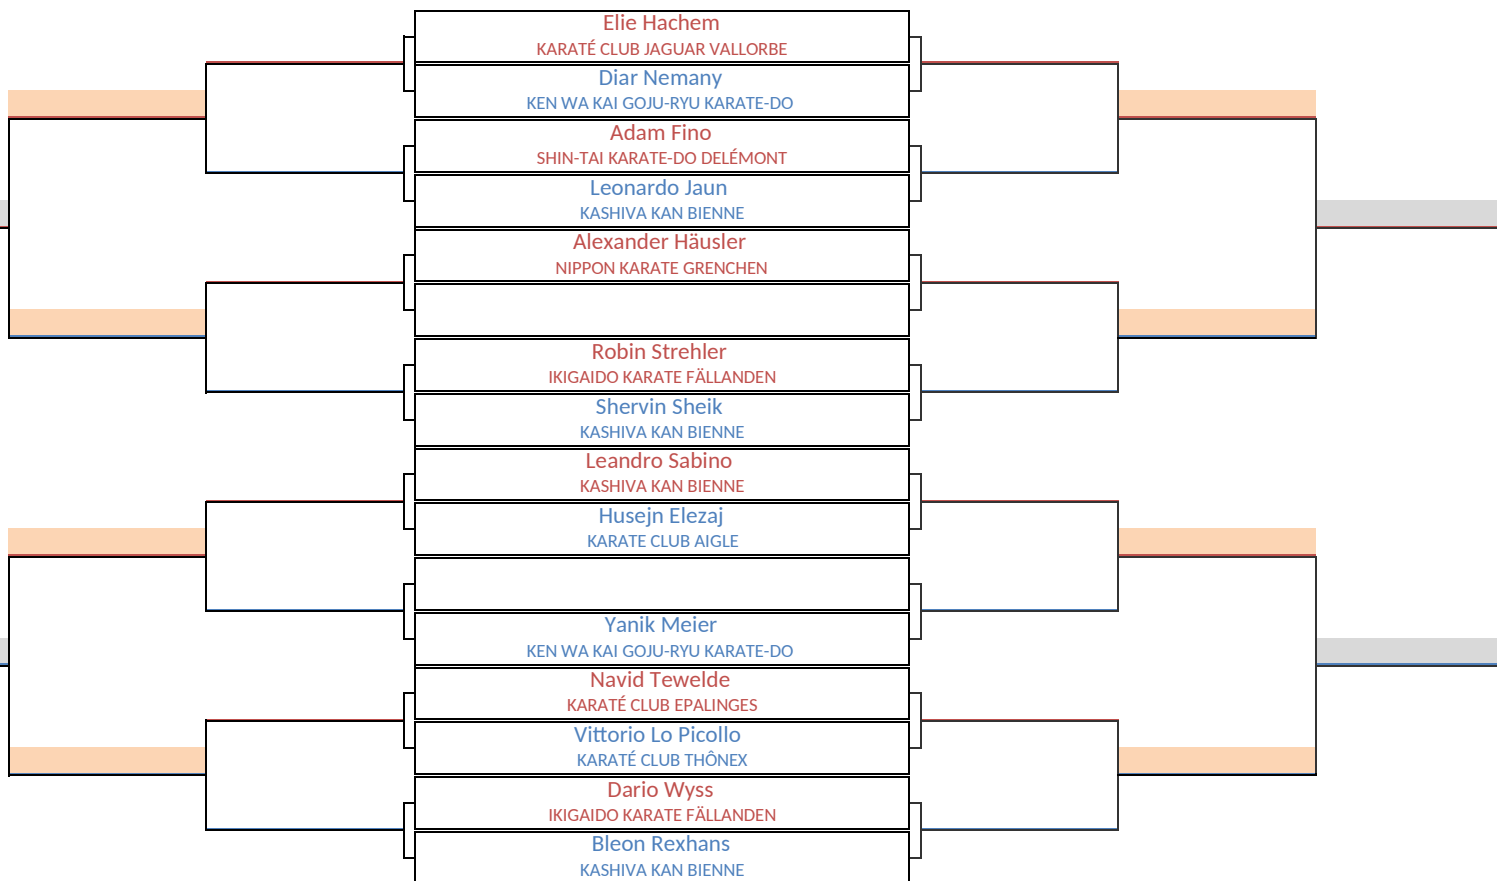 Elie Hachem
KARATÉ CLUB JAGUAR VALLORBE
Diar Nemany
KEN WA KAI GOJU-RYU KARATE-DO
Adam Fino
SHIN-TAI KARATE-DO DELÉMONT
Leonardo Jaun
KASHIVA KAN BIENNE
Alexander Häusler
NIPPON KARATE GRENCHEN
Robin Strehler
IKIGAIDO KARATE FÄLLANDEN
Shervin Sheik
KASHIVA KAN BIENNE
Leandro Sabino
KASHIVA KAN BIENNE
Husejn Elezaj
KARATE CLUB AIGLE
Yanik Meier
KEN WA KAI GOJU-RYU KARATE-DO
Navid Tewelde
KARATÉ CLUB EPALINGES
Vittorio Lo Picollo
KARATÉ CLUB THÔNEX
Dario Wyss
IKIGAIDO KARATE FÄLLANDEN
Bleon Rexhans
KASHIVA KAN BIENNE